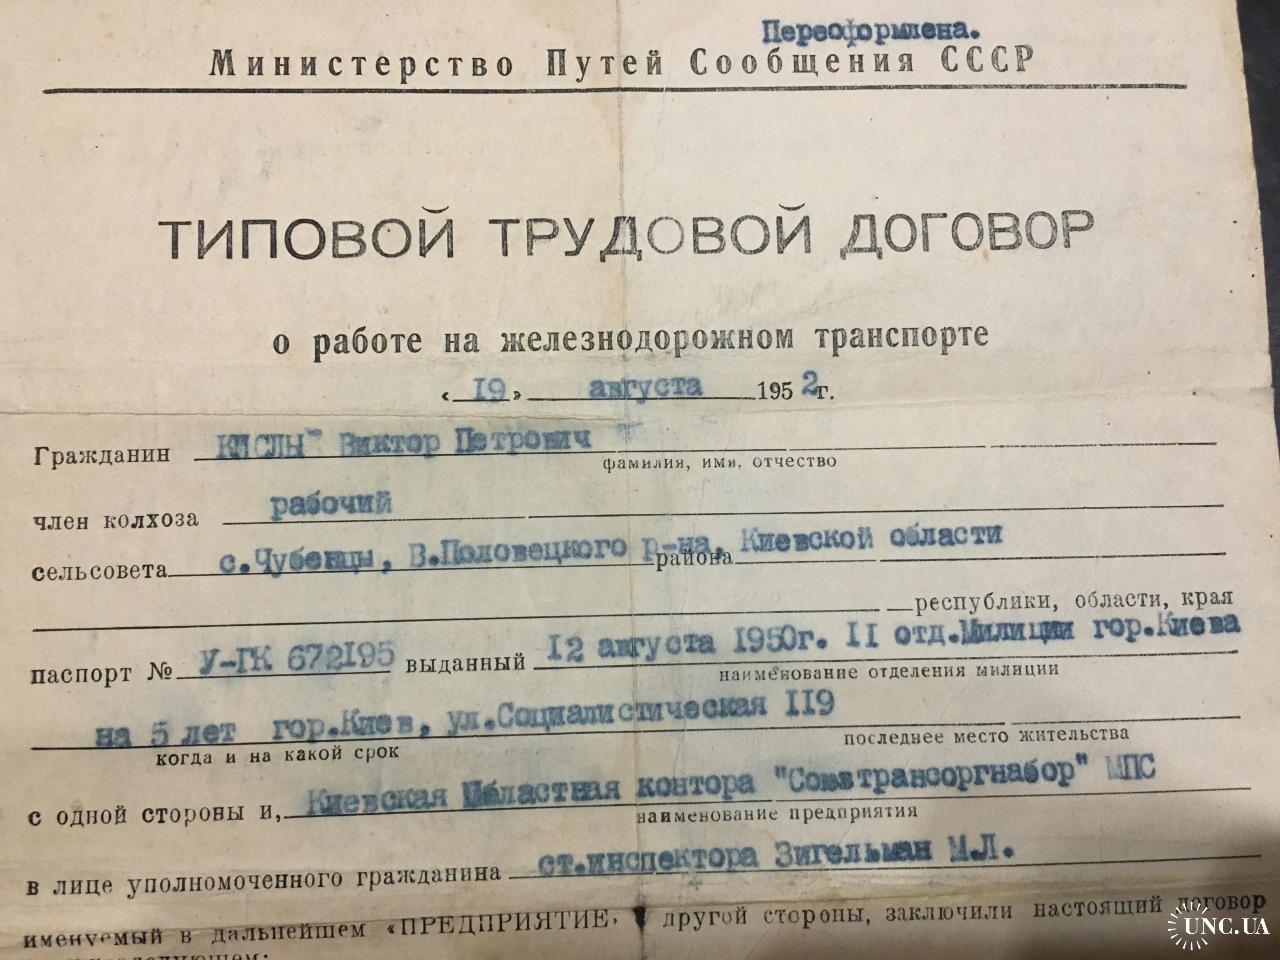 Переоформлена.
Министерство Путей Сообщения СССР
ТИПОВОЙ ТРУДОВОЙ ДОГОВОР
о работе на железнодорожном транспорте
« 19 » августа 1952 г.
Гражданин КИСЛЫЙ Виктор Петрович
фамилия, имя, отчество
член колхоза рабочий
сельсовета с.Чубенцы, В.Половецкого р-на, района Киевской области
республики, области, края
паспорт № У-ГК 672195 выданный 12 августа 1950г. II отд.Милиции гор.Киева
наименование отделения милиции
на 5 лет гор.Киев, ул.Социалистическая II9
когда и на какой срок последнее место жительства
с одной стороны и, Киевская Областная контора "Союзтрансоргнабор" МПС
наименование предприятия
в лице уполномоченного гражданина ст.инспектора Зигельман М.Л.
именуемый в дальнейшем «ПРЕДПРИЯТИЕ» другой стороны, заключили настоящий договор
UNC.UA